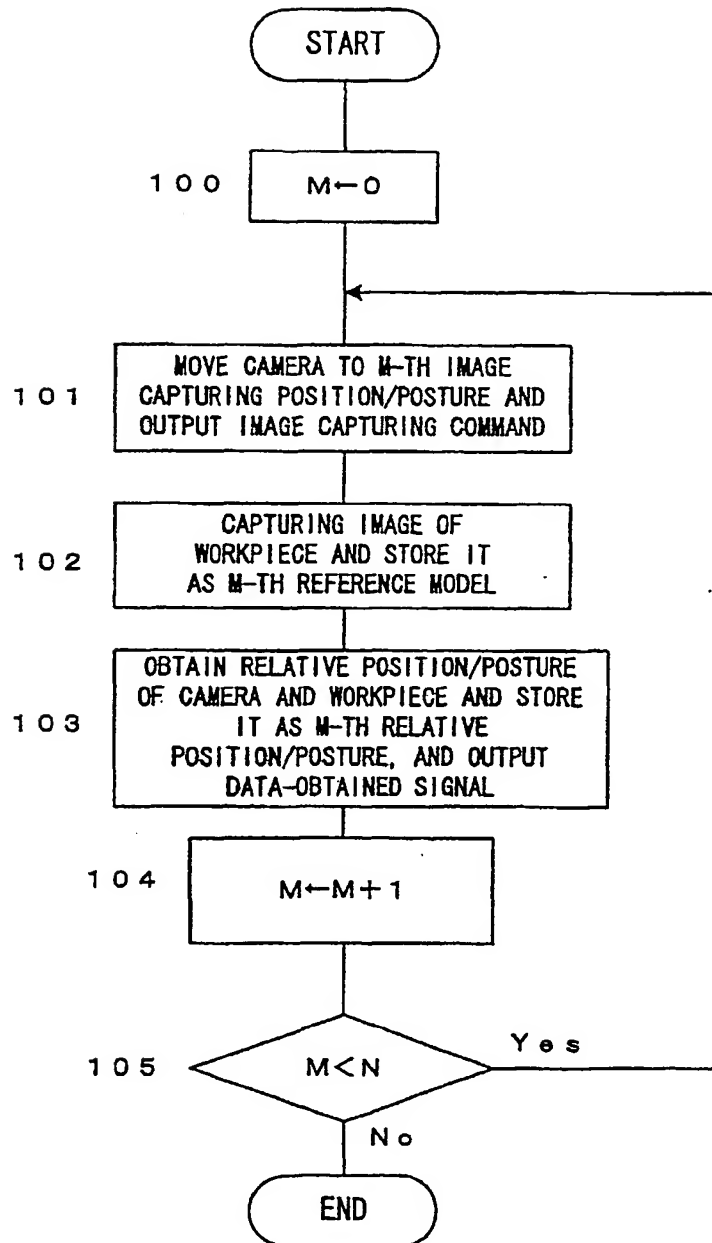 START
100
M←0
101
MOVE CAMERA TO M-TH IMAGE
CAPTURING POSITION/POSTURE AND
OUTPUT IMAGE CAPTURING COMMAND
102
CAPTURING IMAGE OF
WORKPIECE AND STORE IT
AS M-TH REFERENCE MODEL
103
OBTAIN RELATIVE POSITION/POSTURE
OF CAMERA AND WORKPIECE AND STORE
IT AS M-TH RELATIVE
POSITION/POSTURE, AND OUTPUT
DATA-OBTAINED SIGNAL
104
M←M+1
105
M<N
Yes
No
END